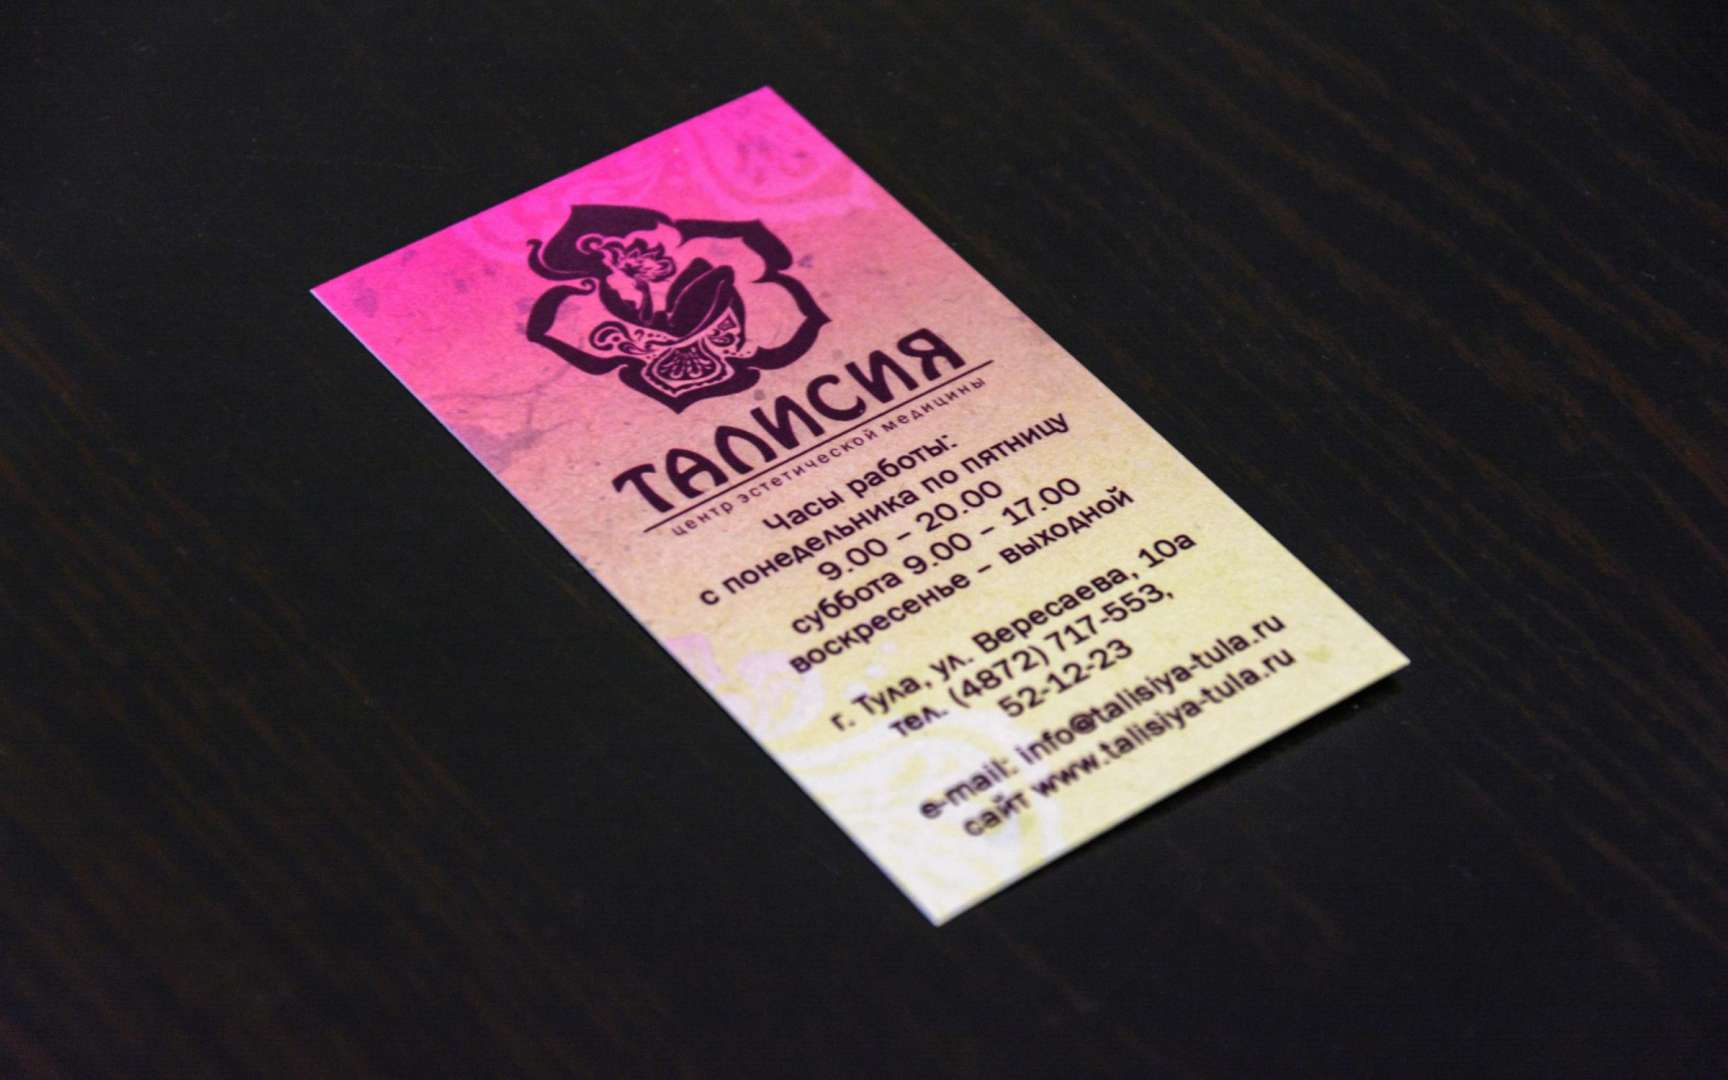 ТАЛИСИЯ
центр эстетической медицины
Часы работы:
с понедельника по пятницу
9.00 – 20.00
суббота 9.00 – 17.00
воскресенье – выходной
г. Тула, ул. Вересаева, 10а
тел. (4872) 717-553,
52-12-23
e-mail: info@talisiya-tula.ru
сайт www.talisiya-tula.ru